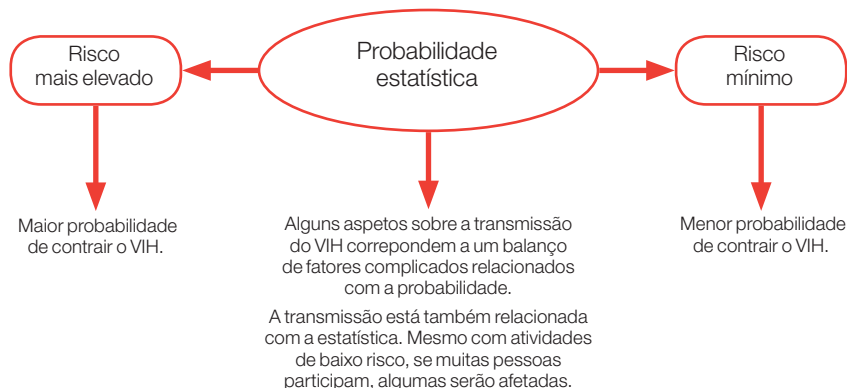 Risco
mais elevado
Probabilidade
estatística
Risco
mínimo
Maior probabilidade
de contrair o VIH.
Alguns aspetos sobre a transmissão
do VIH correpondem a um balanço
de fatores complicados relacionados
com a probabilidade.
A transmissão está também relacionada
com a estatística. Mesmo com atividades
de baixo risco, se muitas pessoas
participam, algumas serão afetadas.
Menor probabilidade
de contrair o VIH.